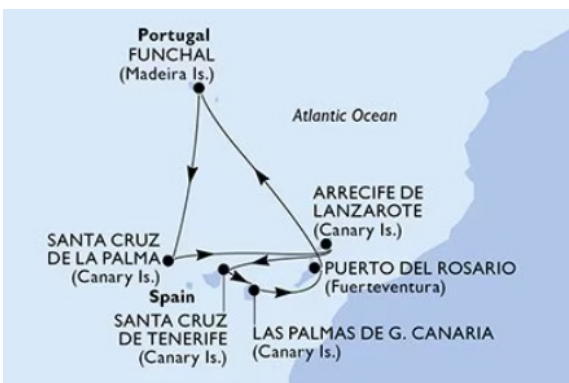 Portugal
FUNCHAL
(Madeira Is.)
Atlantic Ocean
ARRECIFE DE
LANZAROTE
(Canary Is.)
SANTA CRUZ
DE LA PALMA
(Canary Is.)
PUERTO DEL ROSARIO
(Fuerteventura)
Spain
SANTA CRUZ
DE TENERIFE
(Canary Is.)
LAS PALMAS DE G. CANARIA
(Canary Is.)